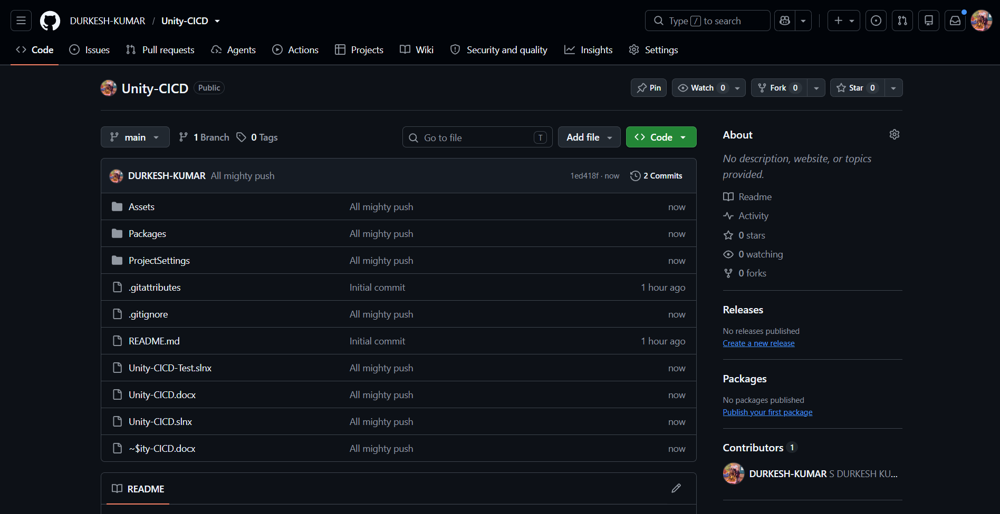 DURKESH-KUMAR / Unity-CICD
Type / to search
Code Issues Pull requests Agents Actions Projects Wiki Security and quality Insights Settings
Unity-CICD Public
Pin Watch 0 Fork 0 Star 0
main 1 Branch 0 Tags
Go to file T Add file Code
DURKESH-KUMAR All mighty push 1ed418f · now 2 Commits
Assets All mighty push now
Packages All mighty push now
ProjectSettings All mighty push now
.gitattributes Initial commit 1 hour ago
.gitignore All mighty push now
README.md Initial commit 1 hour ago
Unity-CICD-Test.slnx All mighty push now
Unity-CICD.docx All mighty push now
Unity-CICD.slnx All mighty push now
~$ity-CICD.docx All mighty push now
README
About
No description, website, or topics
provided.
Readme
Activity
0 stars
0 watching
0 forks
Releases
No releases published
Create a new release
Packages
No packages published
Publish your first package
Contributors 1
DURKESH-KUMAR S DURKESH KU...